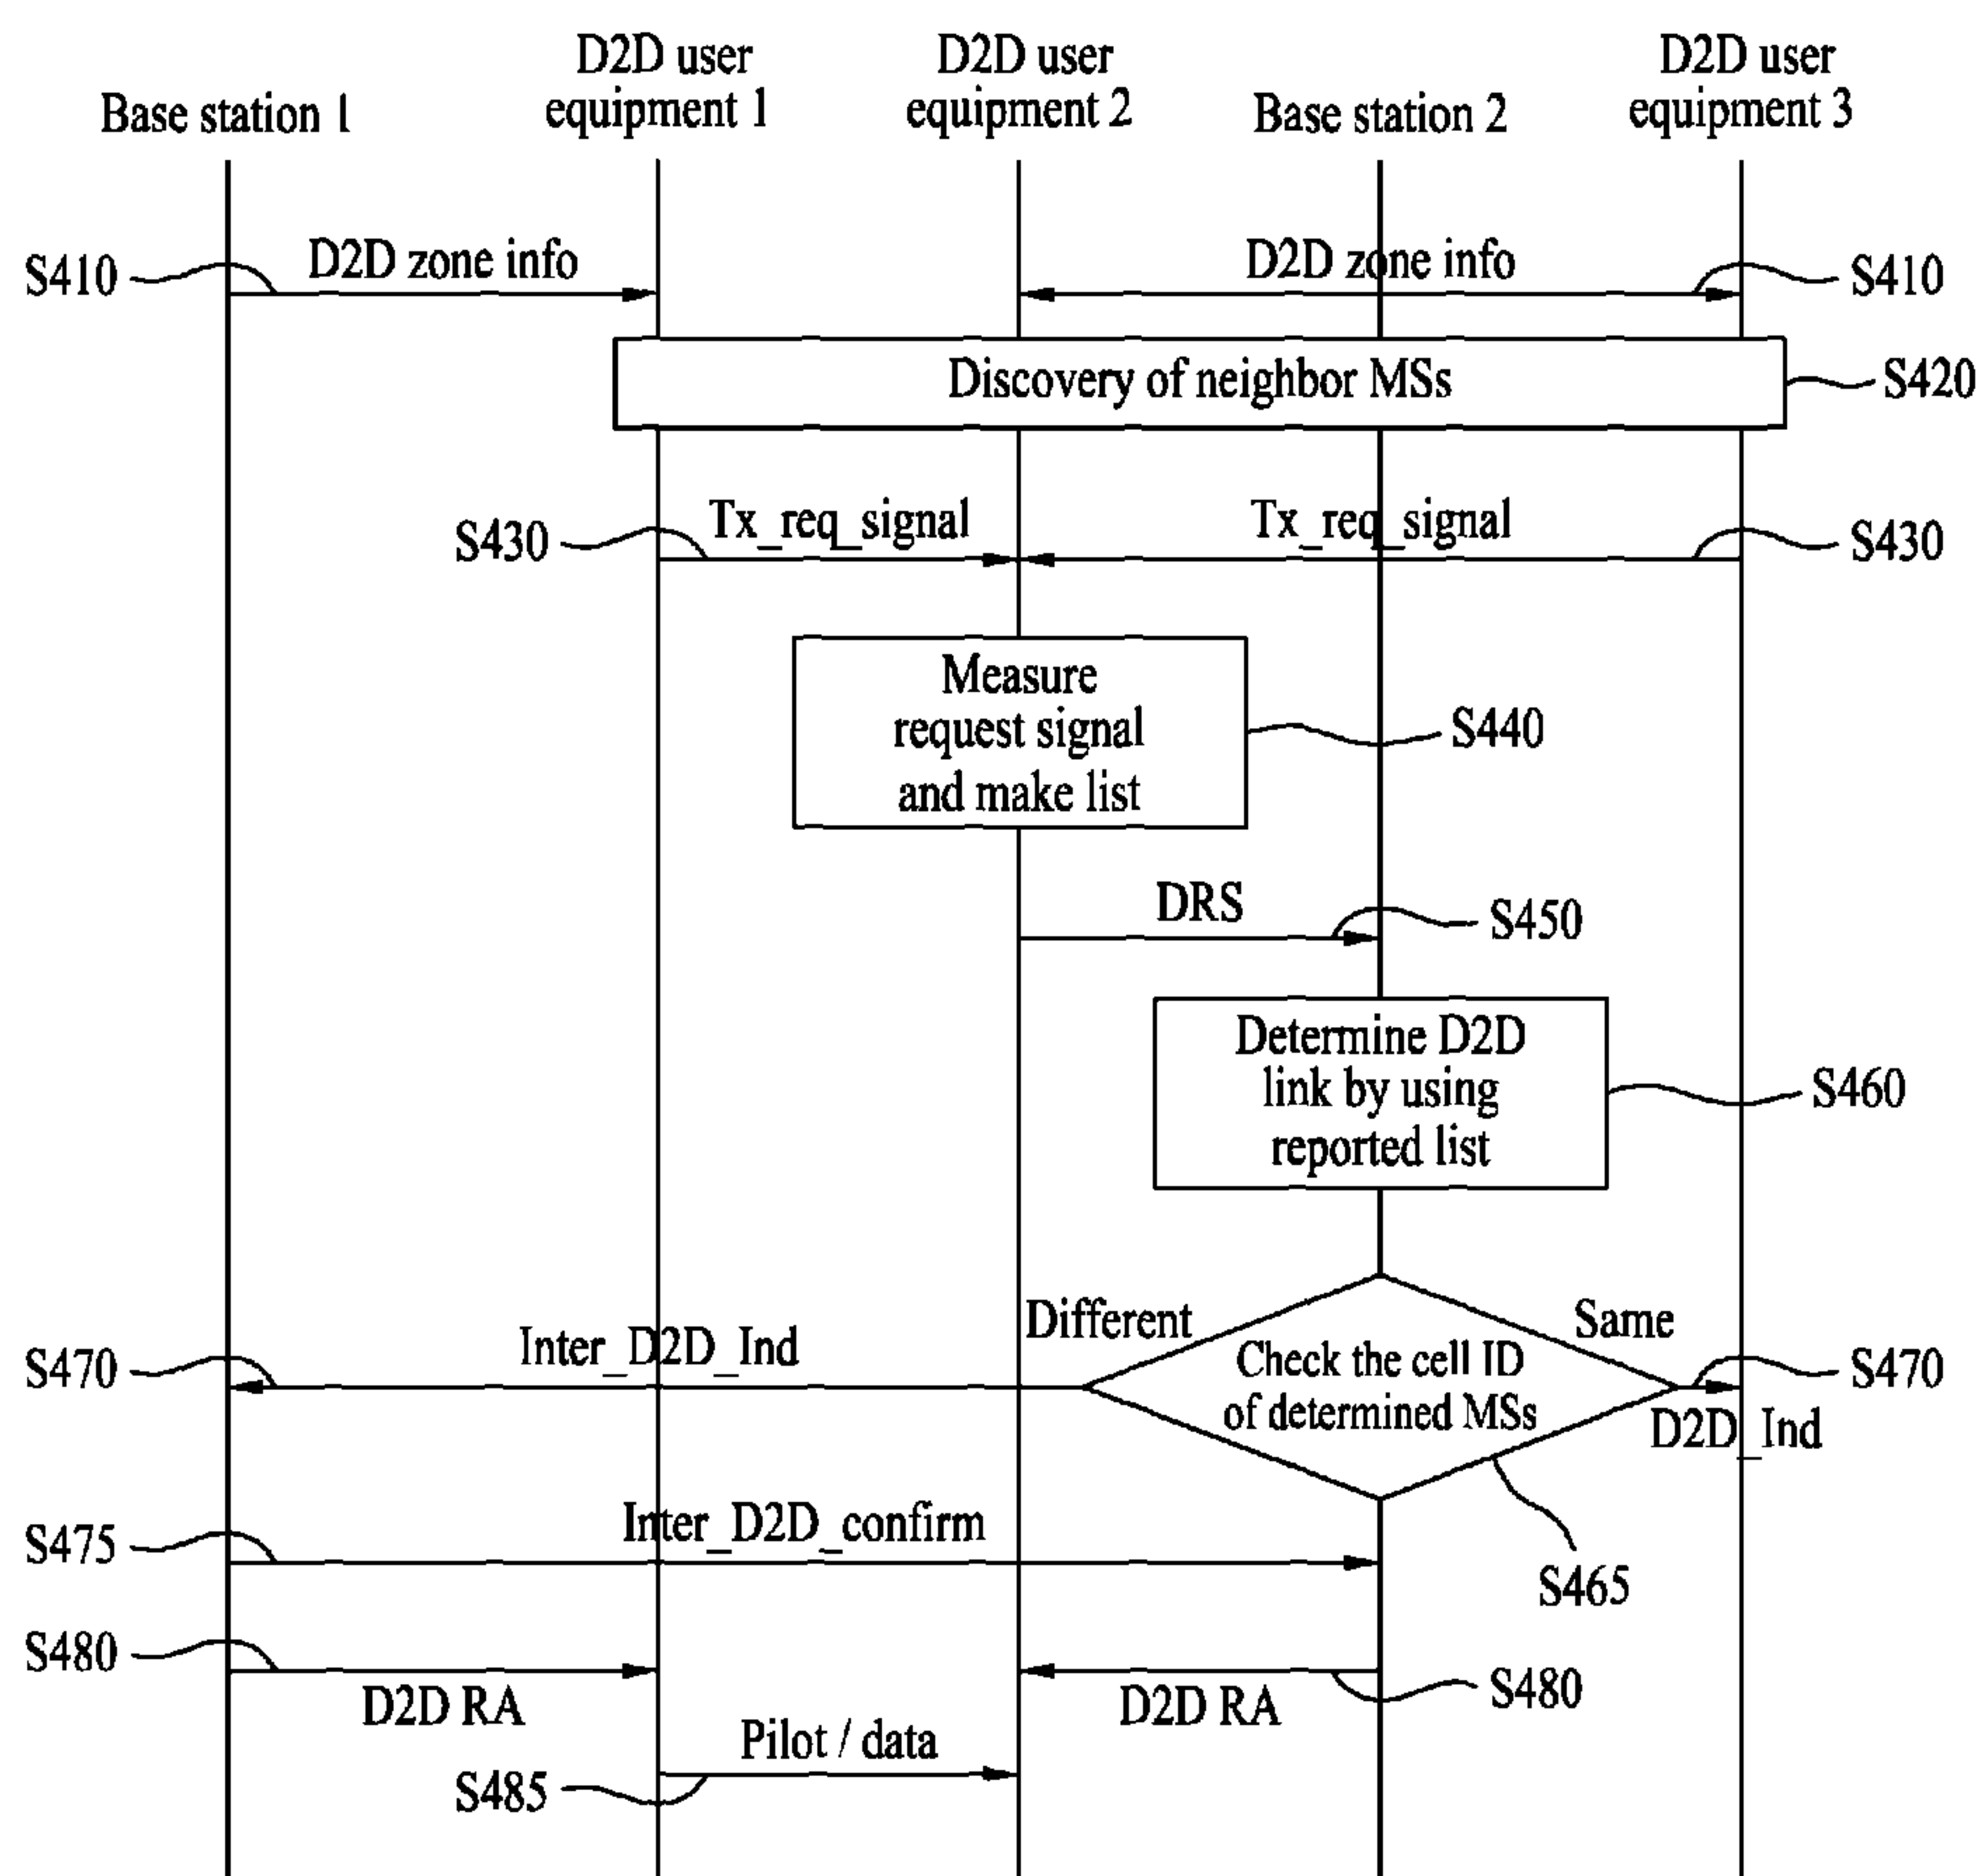 D2D user
equipment 1
D2D user
equipment 2
D2D user
equipment 3
Base station 1
Base station 2
S410
D2D zone info
D2D zone info
S410
Discovery of neighbor MSs
S420
S430
Tx_req_signal
Tx_req_signal
S430
Measure
request signal
and make list
S440
DRS
S450
Determine D2D
link by using
reported list
S460
Different
Same
S470
Inter_D2D_Ind
Check the cell ID
of determined MSs
S470
D2D_Ind
S475
Inter_D2D_confirm
S465
S480
D2D RA
D2D RA
S480
Pilot / data
S485